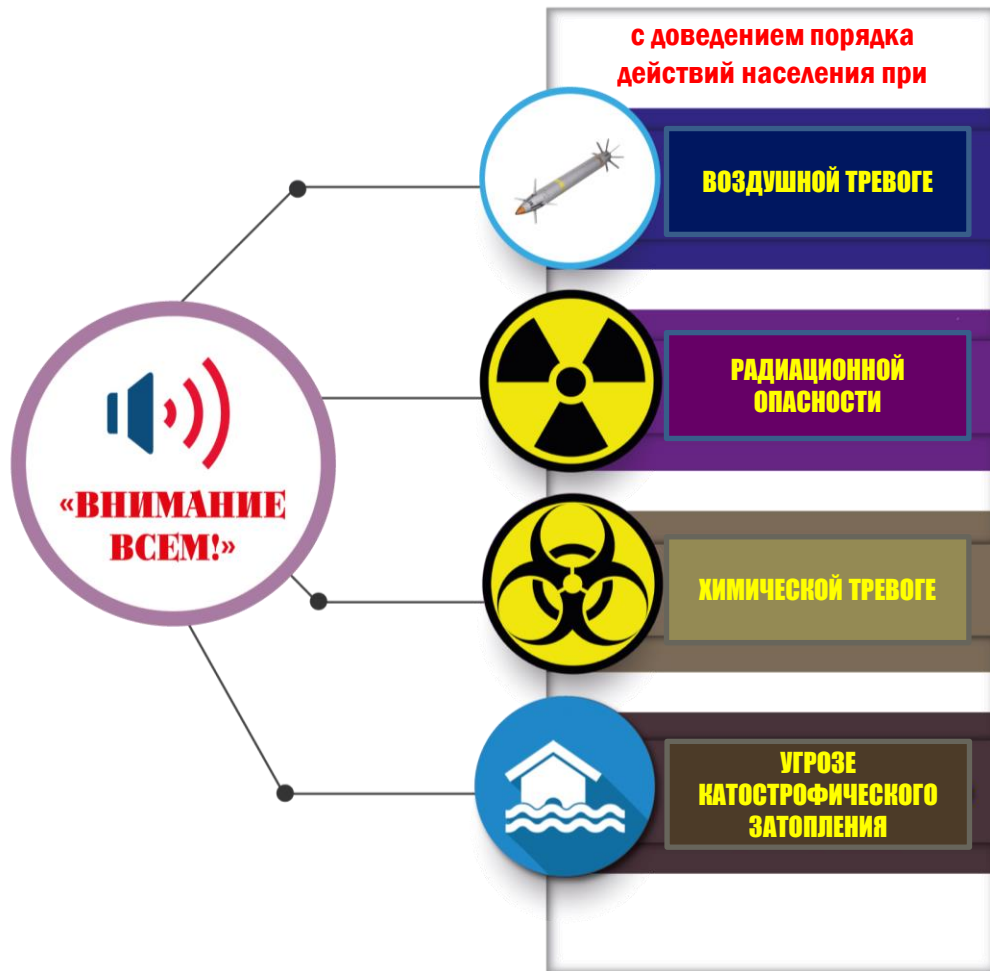 с доведением порядка
действий населения при
ВОЗДУШНОЙ ТРЕВОГЕ
РАДИАЦИОННОЙ
ОПАСНОСТИ
«ВНИМАНИЕ
ВСЕМ!»
ХИМИЧЕСКОЙ ТРЕВОГЕ
УГРОЗЕ
КАТОСТРОФИЧЕСКОГО
ЗАТОПЛЕНИЯ